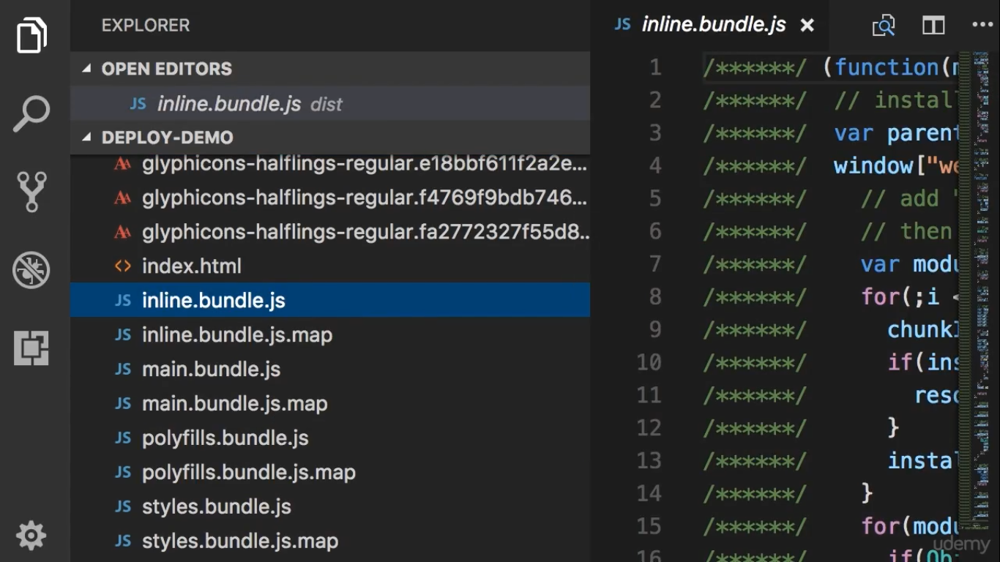 EXPLORER
OPEN EDITORS
JS inline.bundle.js dist
DEPLOY-DEMO
glyphicons-halflings-regular.e18bbf611f2a2e...
glyphicons-halflings-regular.f4769f9bdb746...
glyphicons-halflings-regular.fa2772327f55d8...
<> index.html
JS inline.bundle.js
JS inline.bundle.js.map
JS main.bundle.js
JS main.bundle.js.map
JS polyfills.bundle.js
JS polyfills.bundle.js.map
JS styles.bundle.js
JS styles.bundle.js.map
JS inline.bundle.js ×
1 /******/ (function(m
2 /******/ // instal
3 /******/ var parent
4 /******/ window["we
5 /******/ // add "
6 /******/ // then
7 /******/ var modu
8 /******/ for(;i <
9 /******/ chunkI
10 /******/ if(ins
11 /******/ reso
12 /******/ }
13 /******/ instal
14 /******/ }
15 /******/ for(modu
16 /******/ if(Obj
udemy